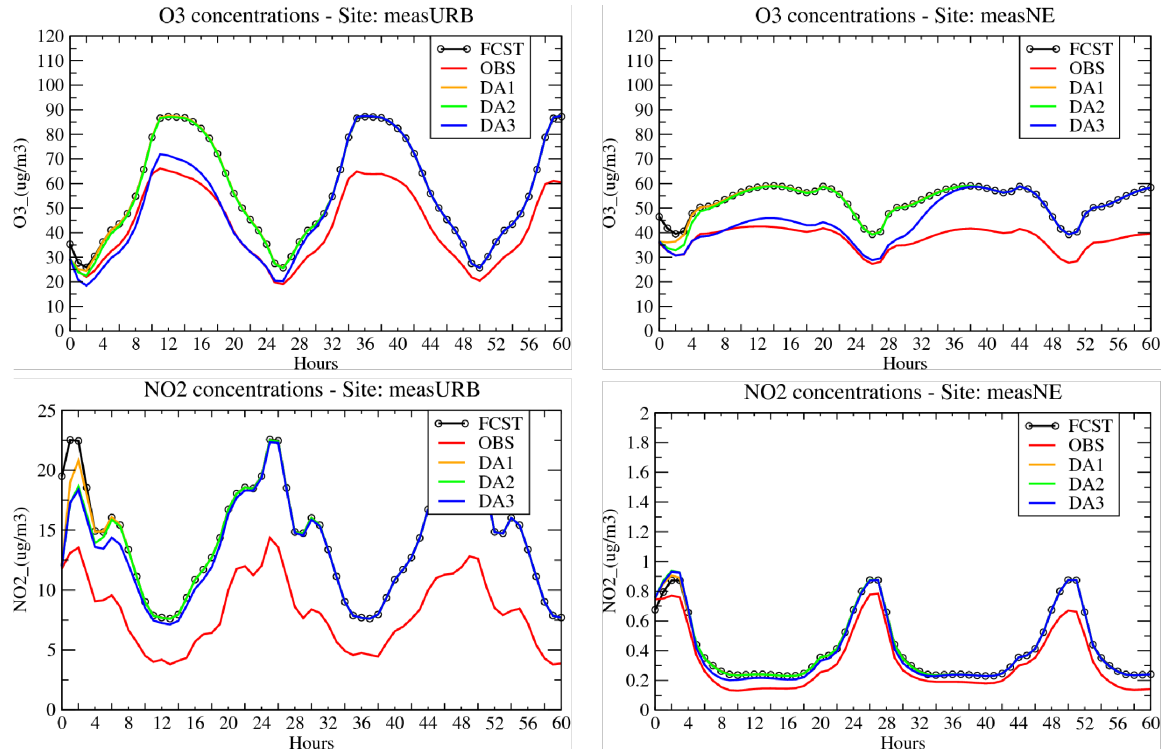 O3 concentrations - Site: measURB
120
110
100
90
80
70
60
50
40
30
20
10
0
O3_(ug/m3)
FCST
OBS
DA1
DA2
DA3
0 4 8 12 16 20 24 28 32 36 40 44 48 52 56 60
Hours
O3 concentrations - Site: measNE
120
110
100
90
80
70
60
50
40
30
20
10
0
O3_(ug/m3)
FCST
OBS
DA1
DA2
DA3
0 4 8 12 16 20 24 28 32 36 40 44 48 52 56 60
Hours
NO2 concentrations - Site: measURB
25
20
15
10
5
0
NO2_(ug/m3)
FCST
OBS
DA1
DA2
DA3
0 4 8 12 16 20 24 28 32 36 40 44 48 52 56 60
Hours
NO2 concentrations - Site: measNE
2
1.8
1.6
1.4
1.2
1
0.8
0.6
0.4
0.2
0
NO2_(ug/m3)
FCST
OBS
DA1
DA2
DA3
0 4 8 12 16 20 24 28 32 36 40 44 48 52 56 60
Hours